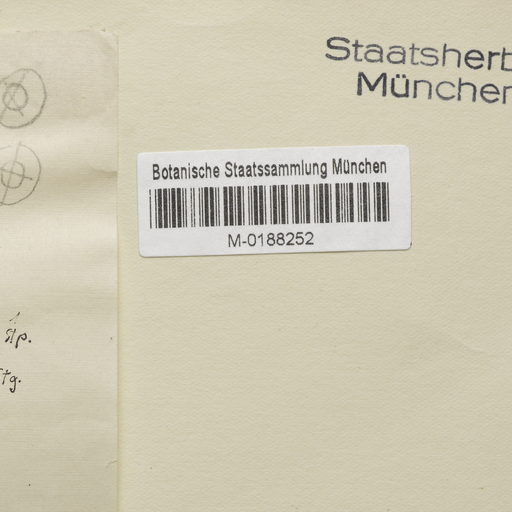 Staatsherb
München
Botanische Staatssammlung München
M-0188252